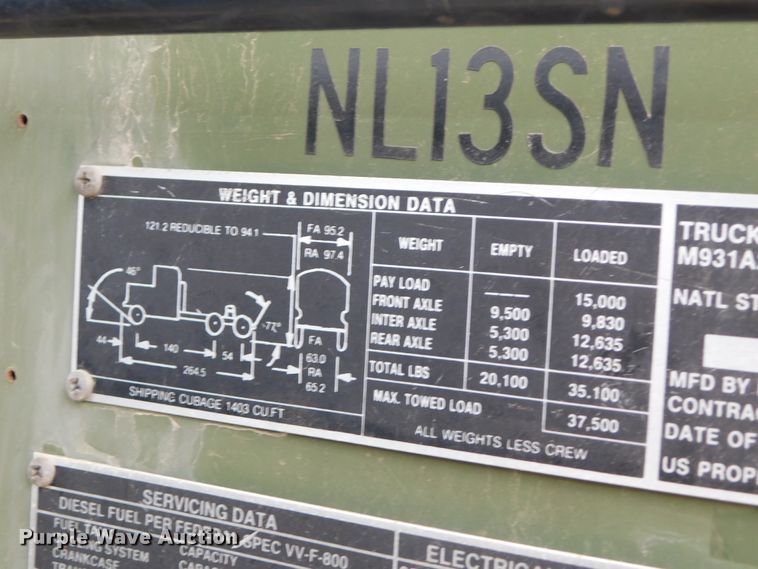 NL13SN
WEIGHT & DIMENSION DATA
121.2 REDUCIBLE TO 94.1
FA 95.2
RA 97.4
46°
77°
44
140
54
264.5
FA
63.0
RA
65.2
SHIPPING CUBAGE 1403 CU.FT
WEIGHT EMPTY LOADED
PAY LOAD —— 15,000
FRONT AXLE 9,500 9,830
INTER AXLE 5,300 12,635
REAR AXLE 5,300 12,635
TOTAL LBS 20,100 35,100
MAX. TOWED LOAD 37,500
ALL WEIGHTS LESS CREW
TRUCK
M931A
NATL ST
MFD BY
CONTRAC
DATE OF
US PROP
SERVICING DATA
DIESEL FUEL PER FEDERAL SPEC VV-F-800
FUEL TAN
SYSTEM CAPACITY
CRANKCASE
ELECTRICA
Purple Wave Auction